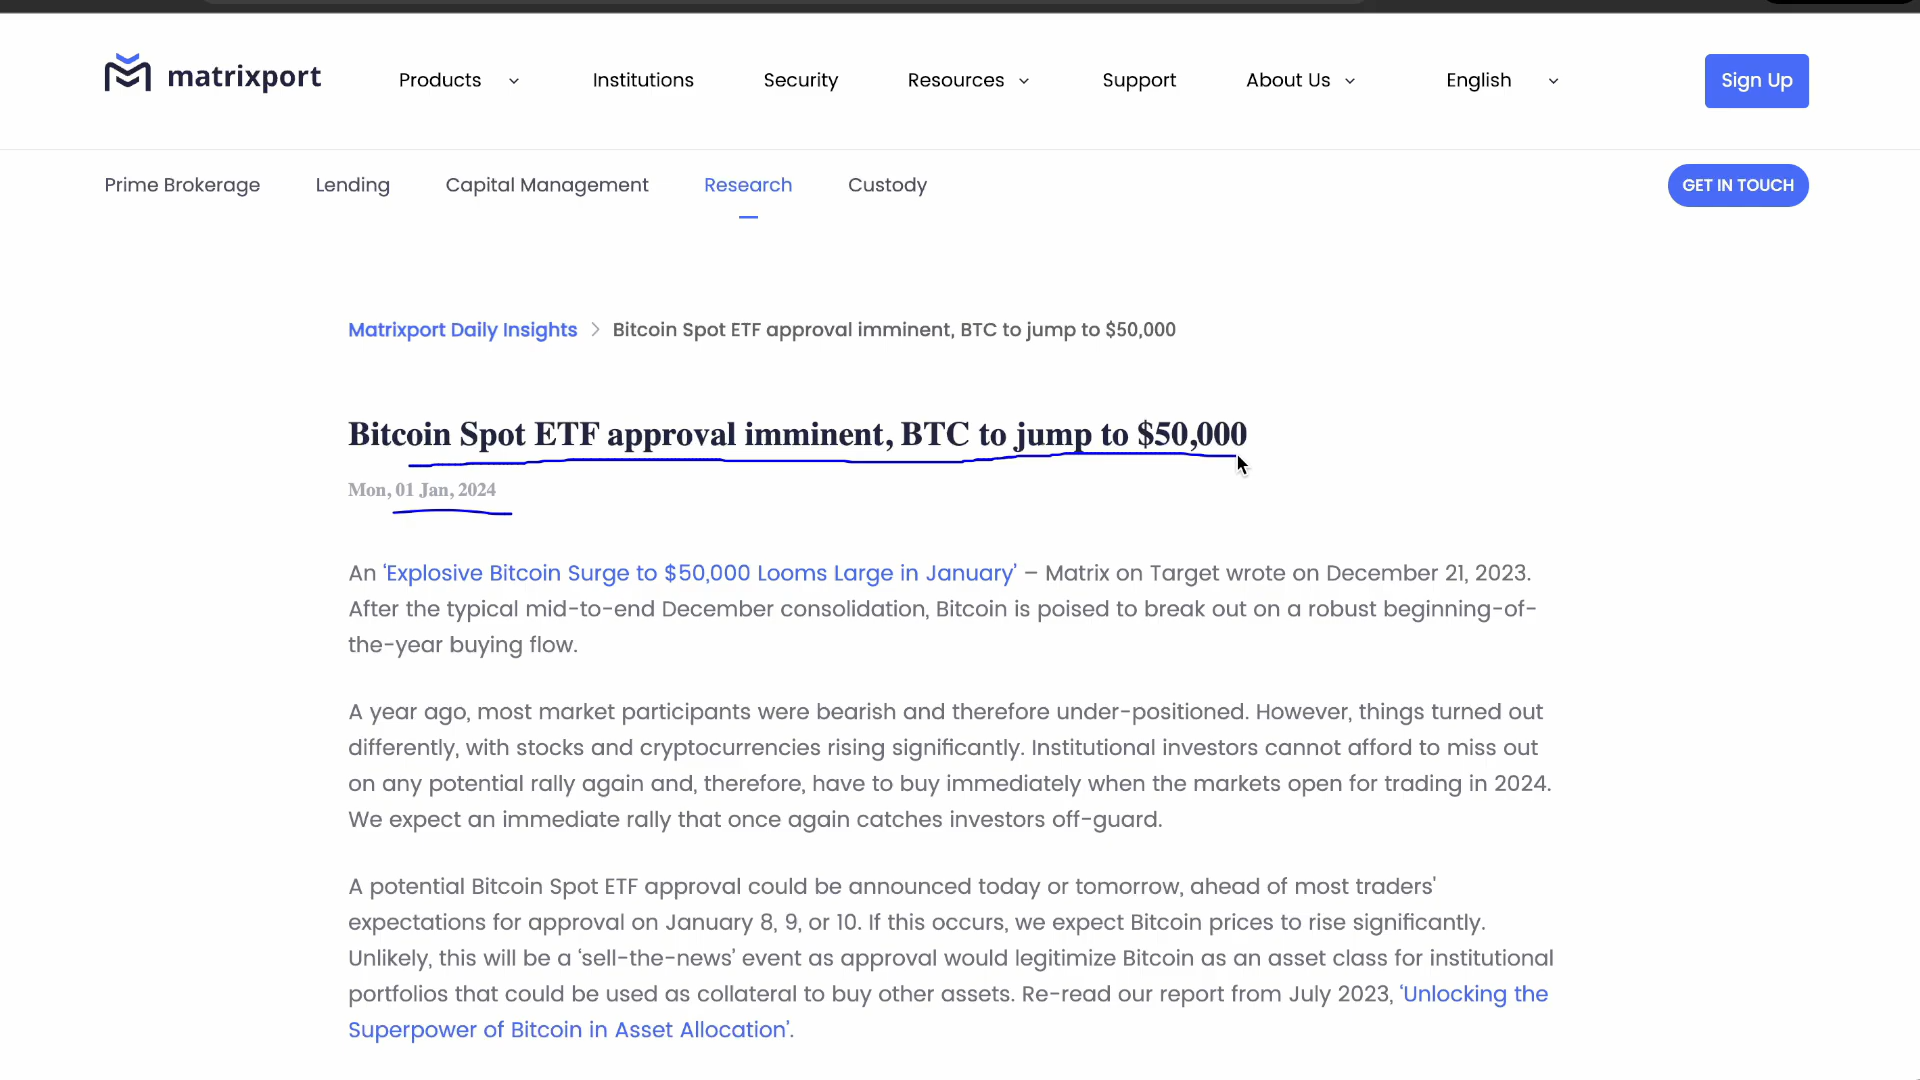 matrixport
Products
Institutions
Security
Resources
Support
About Us
English
Sign Up
Prime Brokerage
Lending
Capital Management
Research
Custody
GET IN TOUCH
Matrixport Daily Insights > Bitcoin Spot ETF approval imminent, BTC to jump to $50,000
Bitcoin Spot ETF approval imminent, BTC to jump to $50,000
Mon, 01 Jan, 2024
An ‘Explosive Bitcoin Surge to $50,000 Looms Large in January’ – Matrix on Target wrote on December 21, 2023.
After the typical mid-to-end December consolidation, Bitcoin is poised to break out on a robust beginning-of-
the-year buying flow.
A year ago, most market participants were bearish and therefore under-positioned. However, things turned out
differently, with stocks and cryptocurrencies rising significantly. Institutional investors cannot afford to miss out
on any potential rally again and, therefore, have to buy immediately when the markets open for trading in 2024.
We expect an immediate rally that once again catches investors off-guard.
A potential Bitcoin Spot ETF approval could be announced today or tomorrow, ahead of most traders'
expectations for approval on January 8, 9, or 10. If this occurs, we expect Bitcoin prices to rise significantly.
Unlikely, this will be a ‘sell-the-news’ event as approval would legitimize Bitcoin as an asset class for institutional
portfolios that could be used as collateral to buy other assets. Re-read our report from July 2023, ‘Unlocking the
Superpower of Bitcoin in Asset Allocation’.